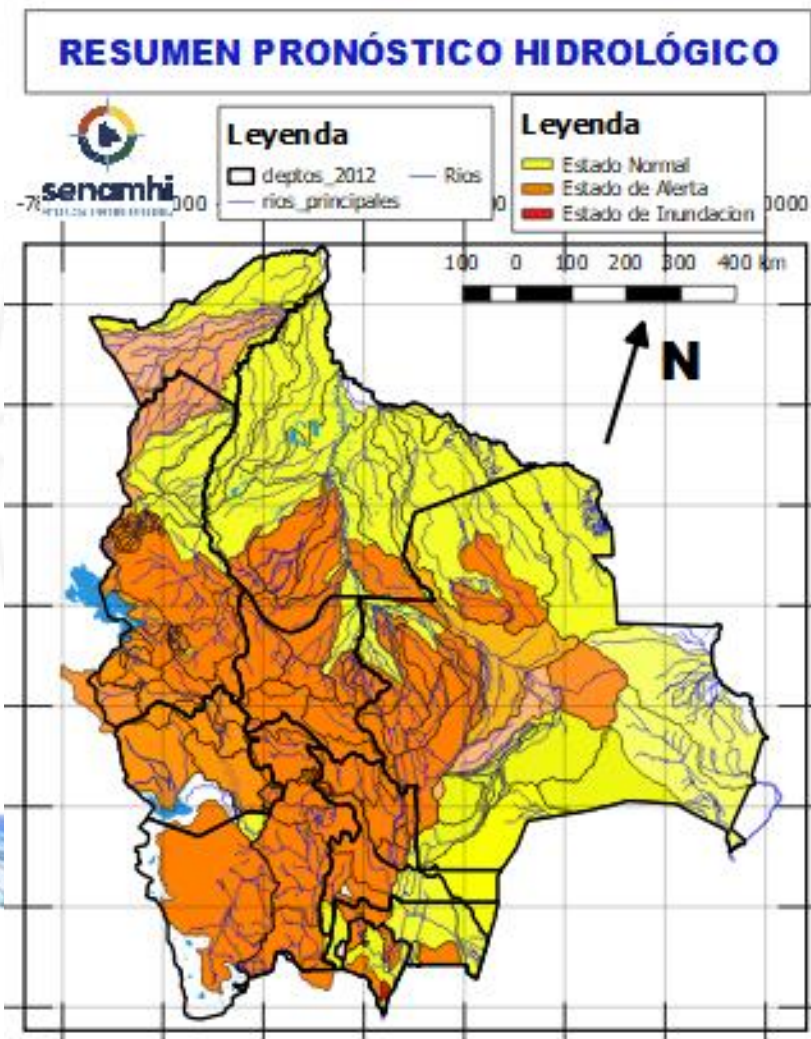 RESUMEN PRONÓSTICO HIDROLÓGICO
senamhi
Leyenda
deptos_2012
Rios
rios_principales
Leyenda
Estado Normal
Estado de Alerta
Estado de Inundacion
100 0 100 200 300 400 km
N